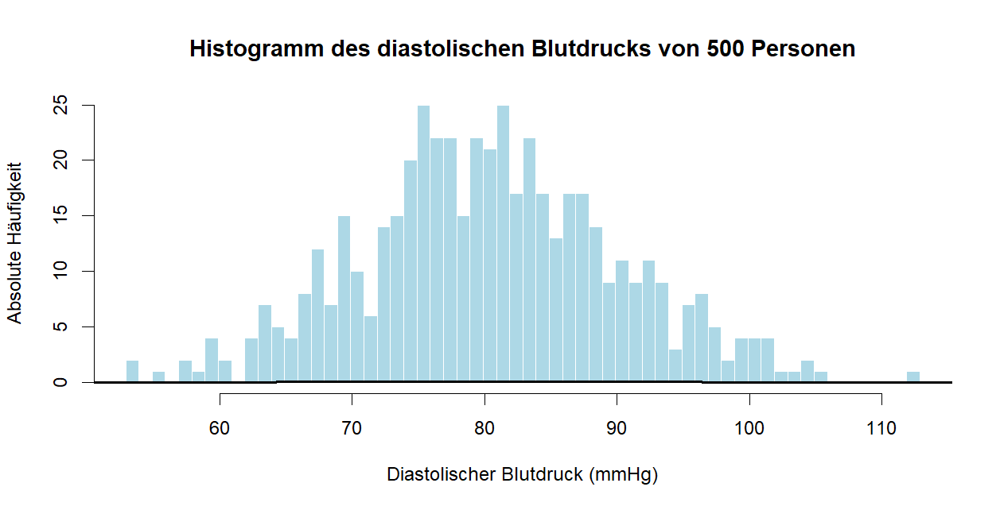 Histogramm des diastolischen Blutdrucks von 500 Personen
Absolute Häufigkeit
25
20
15
10
5
0
60 70 80 90 100 110
Diastolischer Blutdruck (mmHg)